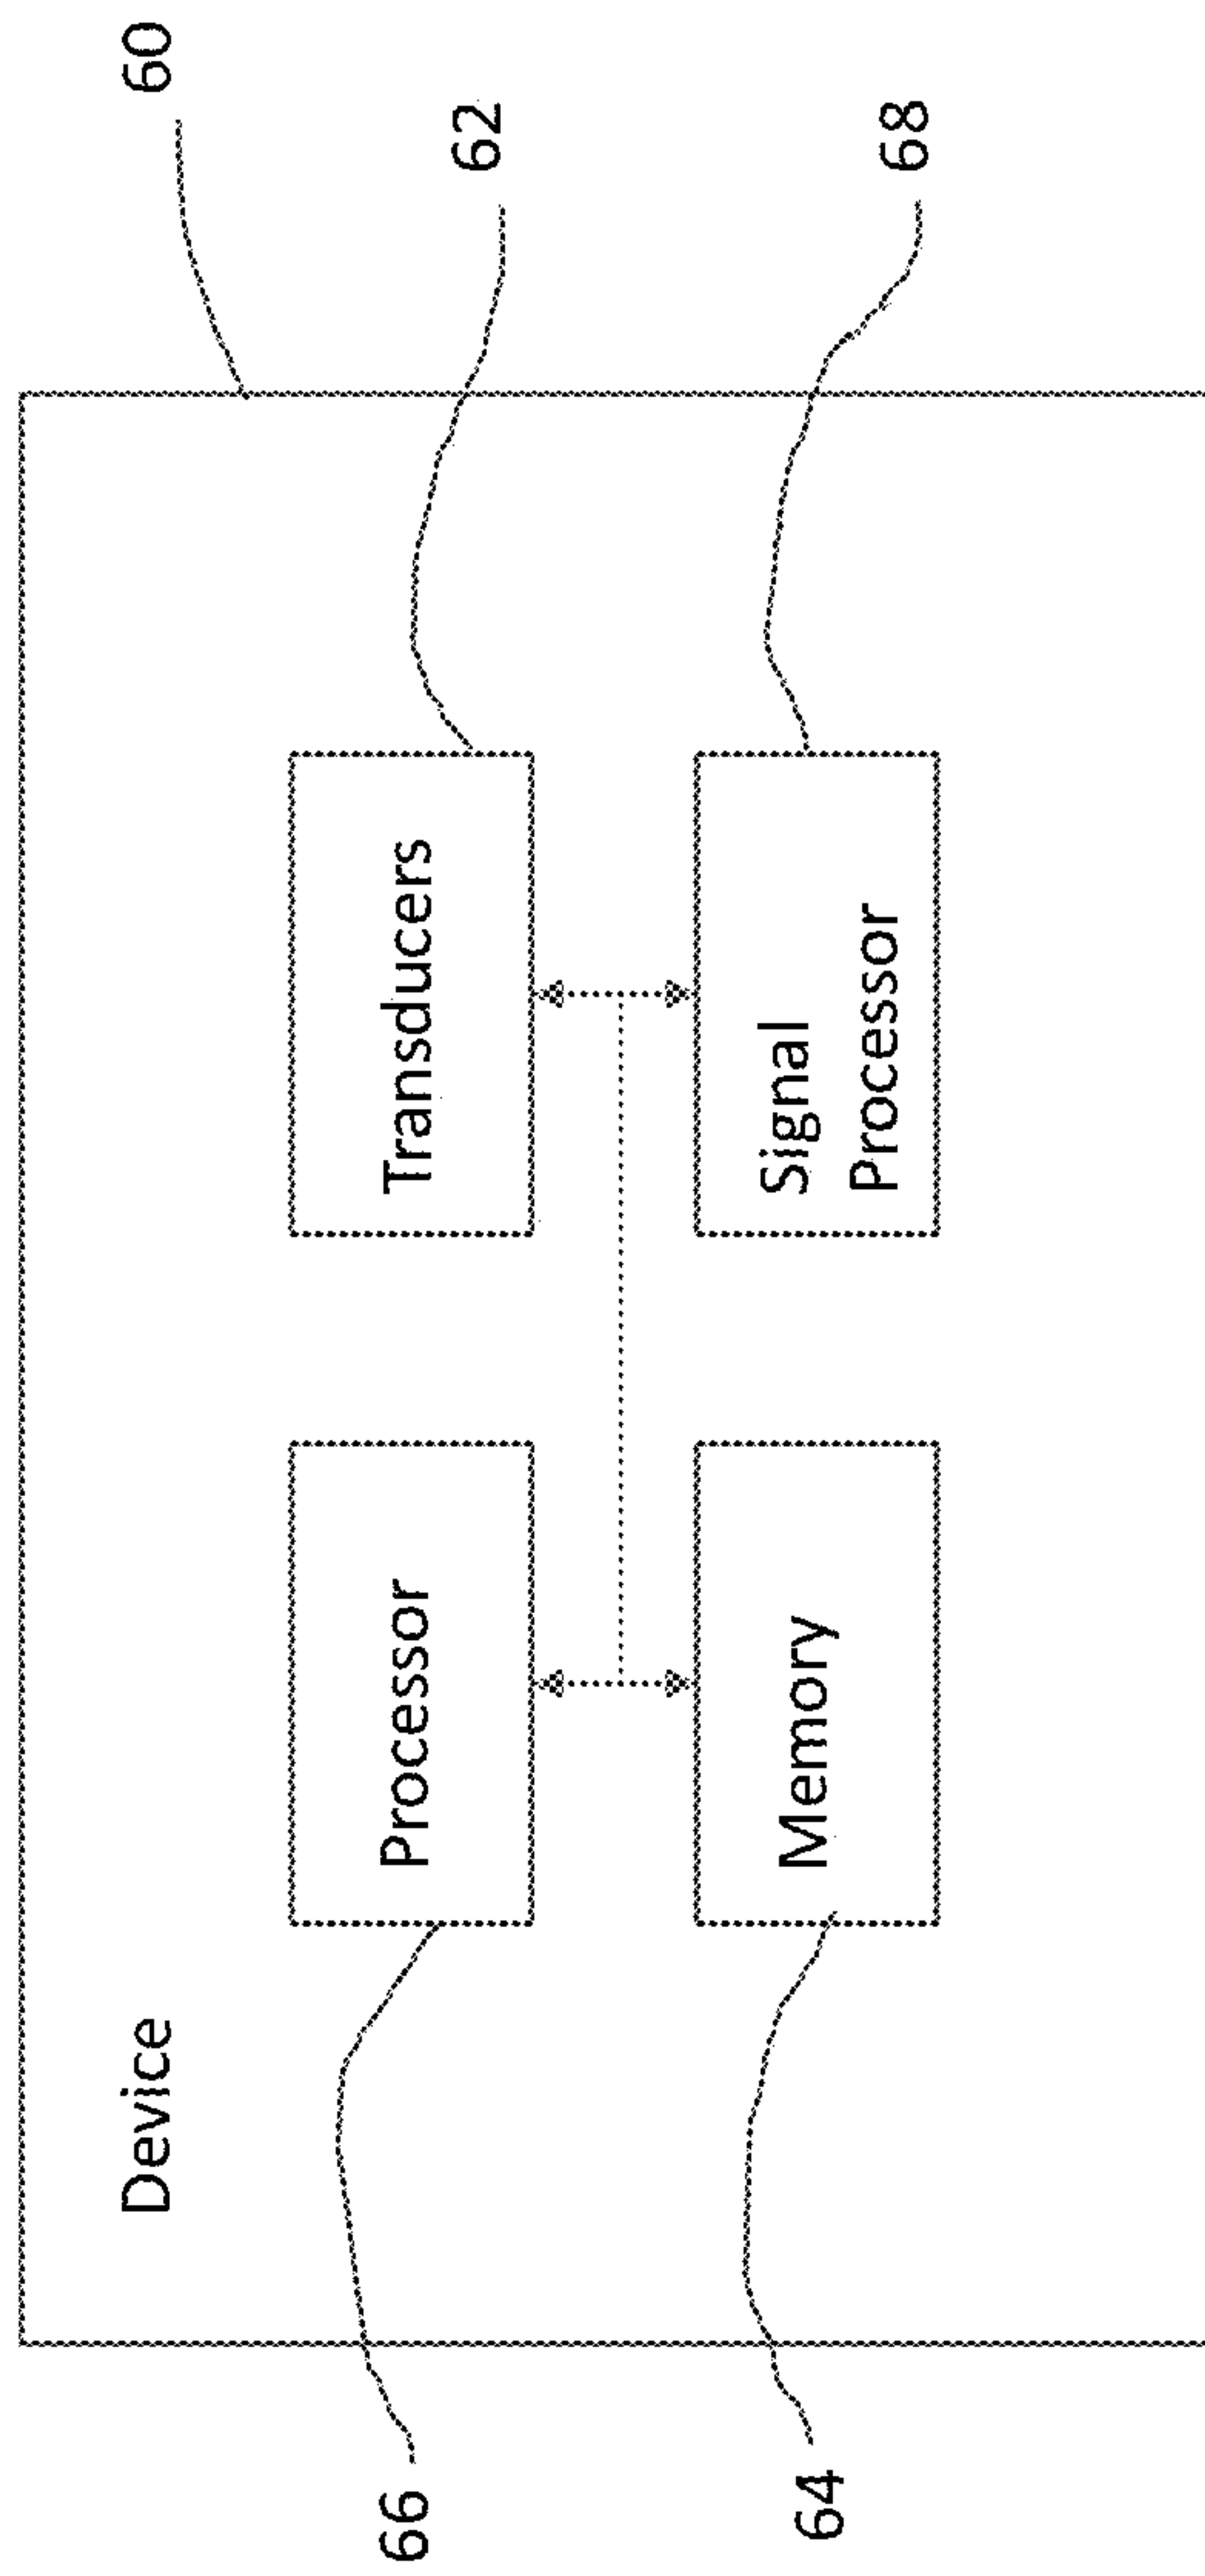 60
Device
66
Processor
Transducers
62
64
Memory
Signal
Processor
68